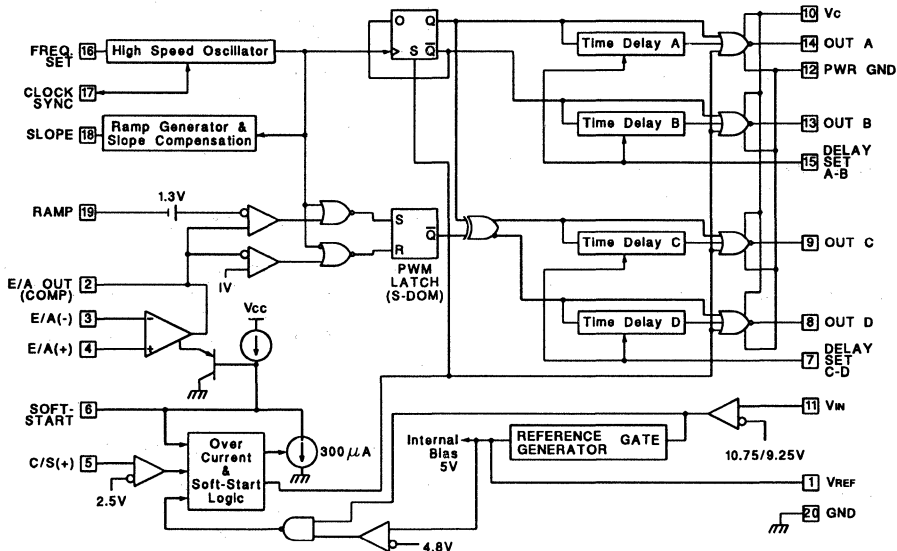 FREQ. SET
16
High Speed Oscillator
CLOCK SYNC
17
SLOPE
18
Ramp Generator &
Slope Compensation
RAMP
19
1.3V
E/A OUT
(COMP)
2
1V
E/A(-)
3
E/A(+)
4
Vcc
SOFT-
START
6
C/S(+)
5
2.5V
Over
Current
&
Soft-Start
Logic
300 µA
D
Q
S
Q
S
R
Q
PWM
LATCH
(S-DOM)
Time Delay A
Time Delay B
Time Delay C
Time Delay D
10
Vc
14
OUT A
12
PWR GND
13
OUT B
15
DELAY
SET
A-B
9
OUT C
8
OUT D
7
DELAY
SET
C-D
11
VIN
10.75/9.25V
Internal
Bias
5V
REFERENCE GATE
GENERATOR
1
VREF
20
GND
4.8V